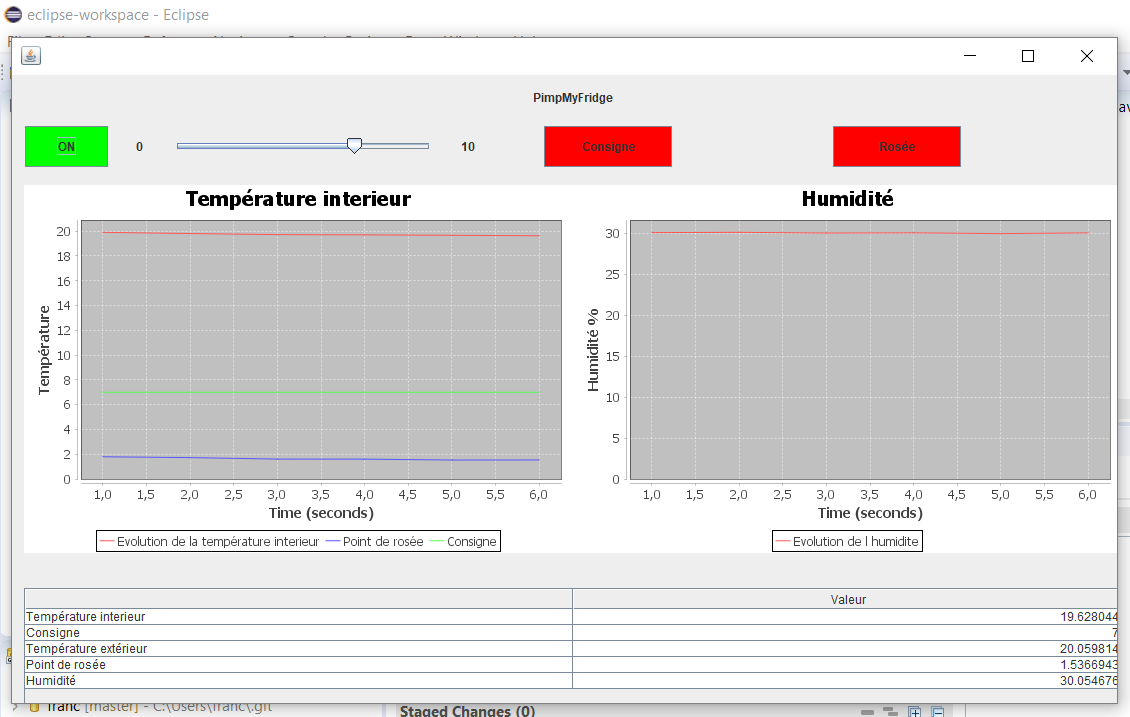 eclipse-workspace - Eclipse
PimpMyFridge
ON 0 10 Consigne Rosée
Température interieur
Température
20
18
16
14
12
10
8
6
4
2
0
1,0 1,5 2,0 2,5 3,0 3,5 4,0 4,5 5,0 5,5 6,0
Time (seconds)
Evolution de la température interieur Point de rosée Consigne
Humidité
Humidité %
30
25
20
15
10
5
0
1,0 1,5 2,0 2,5 3,0 3,5 4,0 4,5 5,0 5,5 6,0
Time (seconds)
Evolution de l humidite
Valeur
Température interieur 19.628044
Consigne 7
Température extérieur 20.059814
Point de rosée 1.5366943
Humidité 30.054676
franc [master] - C:\Users\franc\.git
Staged Changes (0)